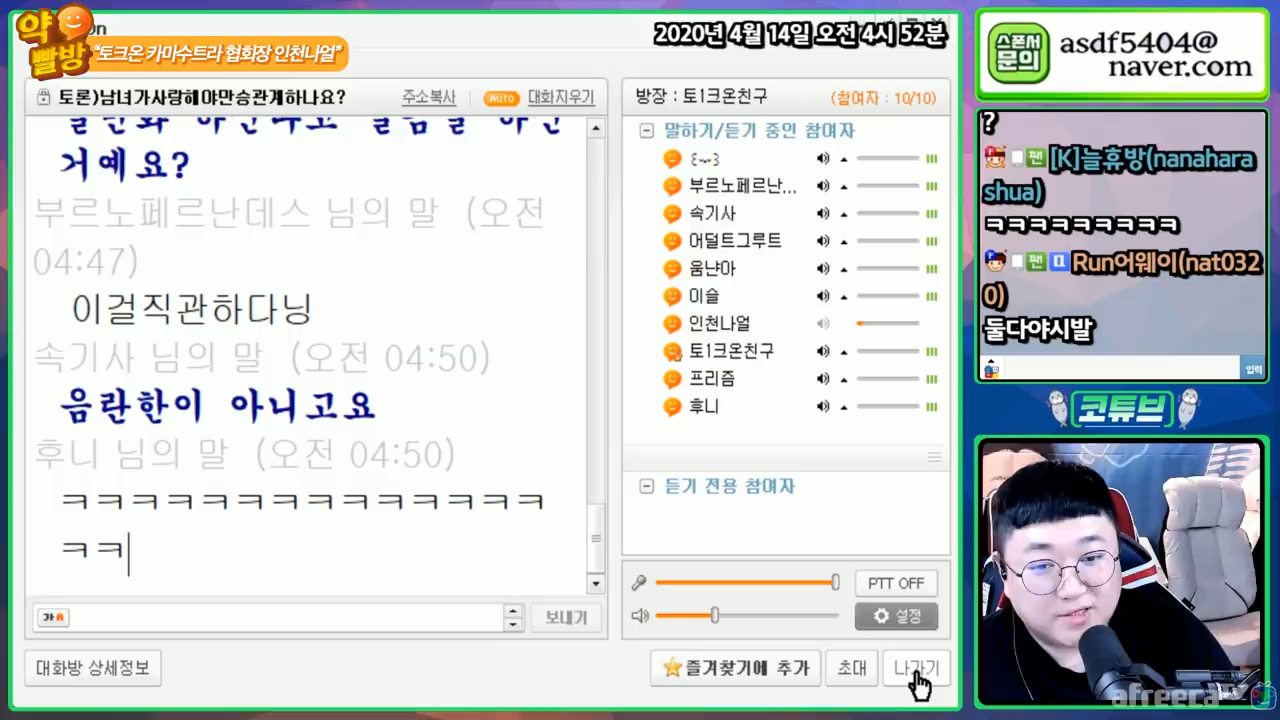 약빨방
"토크온 카마수트라 협회장 인천나얼"
2020년 4월 14일 오전 4시 52분
토론)남녀가사랑해야만승관계하나요?
주소복사
AUTO
대화지우기
거예요?
부르노페르난데스 님의 말 (오전
04:47)
이걸직관하다닝
속기사 님의 말 (오전 04:50)
음란한이 아니고요
후니 님의 말 (오전 04:50)
ㅋㅋㅋㅋㅋㅋㅋㅋㅋㅋㅋㅋㅋㅋ
ㅋㅋ
가A
보내기
대화방 상세정보
방장 : 토1크온친구
(참여자 : 10/10)
말하기/듣기 중인 참여자
부르노페르난...
속기사
어덜트그루트
움냔아
이슬
인천나얼
토1크온친구
프리즘
후니
듣기 전용 참여자
PTT OFF
설정
즐겨찾기에 추가
초대
나가기
스폰서
문의
asdf5404@
naver.com
?
팬 [K]늘휴방(nanahara
shua)
ㅋㅋㅋㅋㅋㅋㅋㅋㅋ
팬 Run어웨이(nat032
0)
둘다야시발
입력
코튜브
afreecaTV